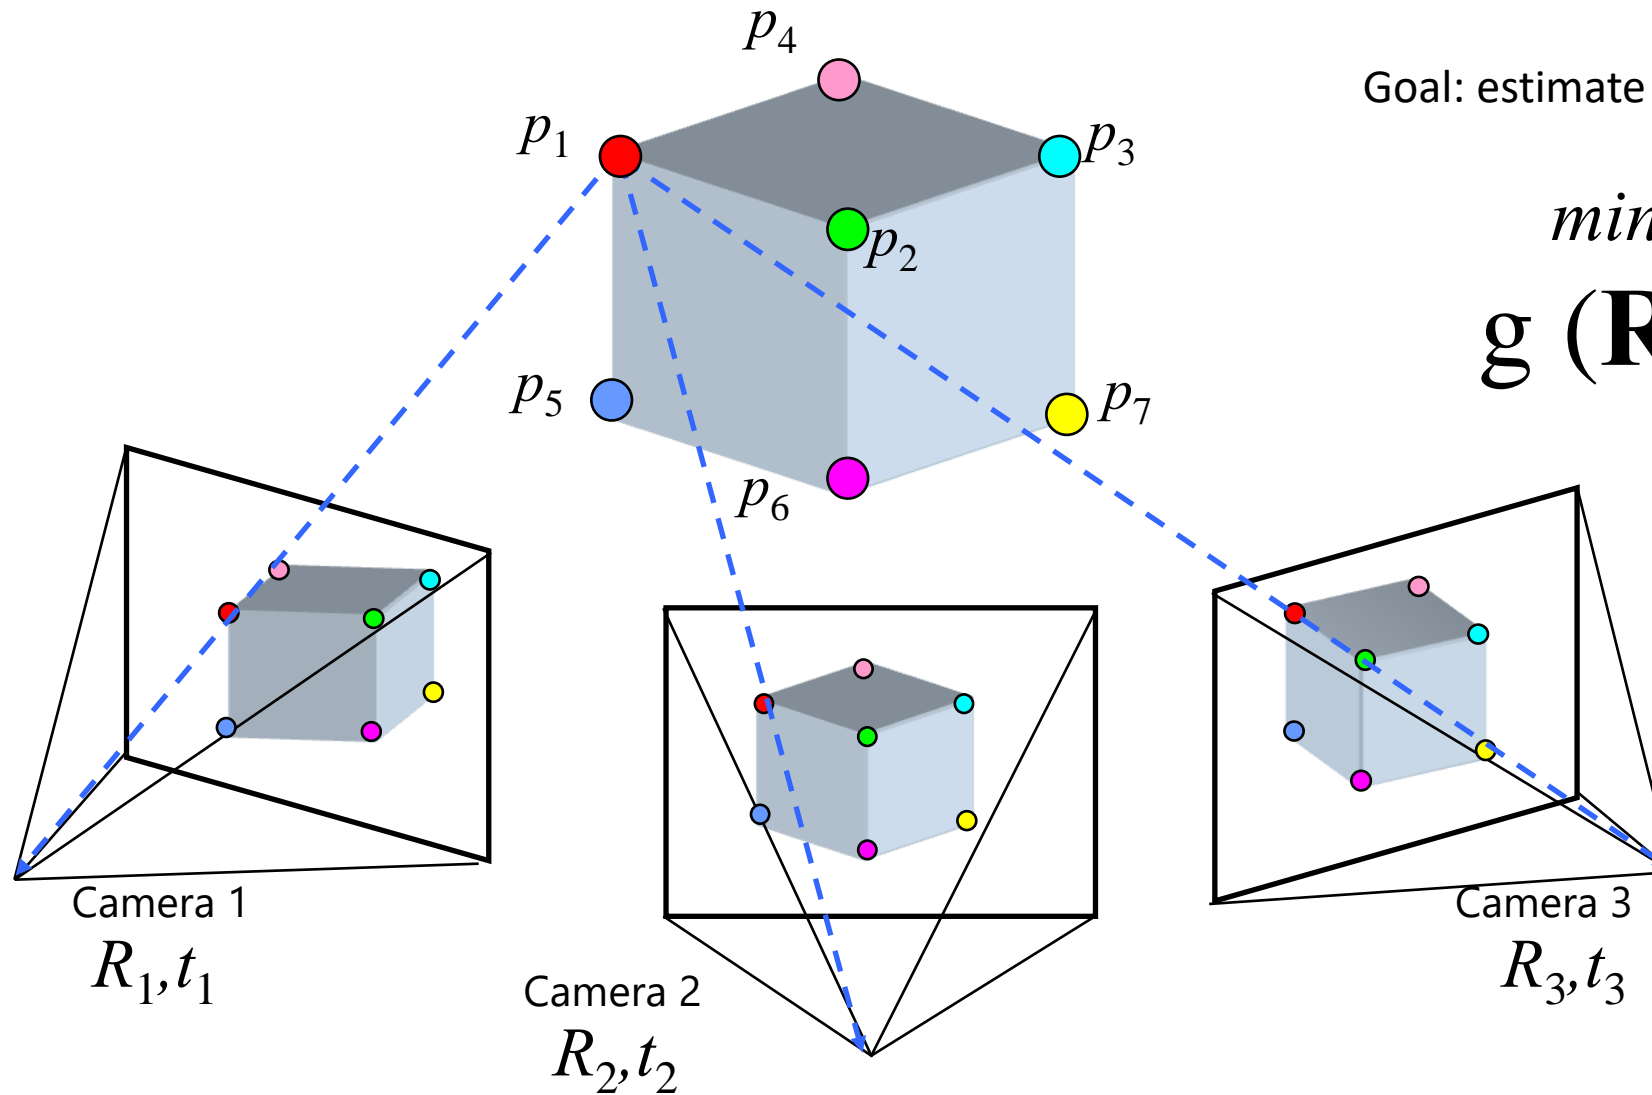 p4
Goal: estimate
p1
p3
min
p2
g (R
p5
p7
p6
Camera 1
R1,t1
Camera 2
R2,t2
Camera 3
R3,t3